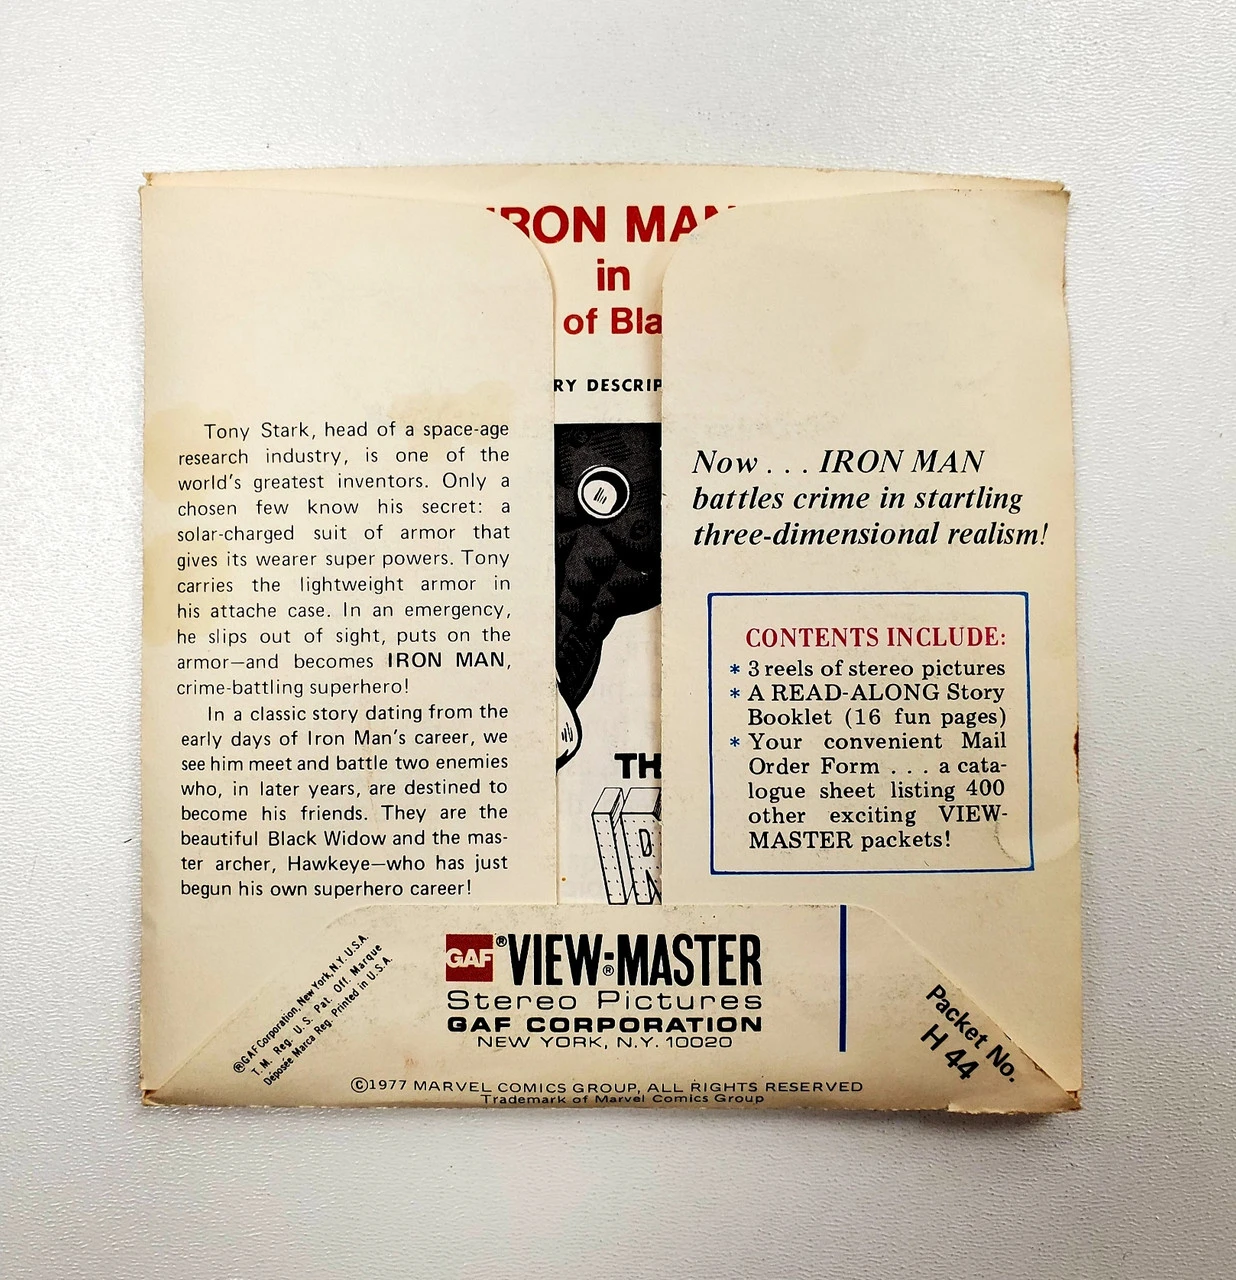 IRON MAN
in
of Bla
RY DESCRIP
Tony Stark, head of a space-age
research industry, is one of the
world's greatest inventors. Only a
chosen few know his secret: a
solar-charged suit of armor that
gives its wearer super powers. Tony
carries the lightweight armor in
his attache case. In an emergency,
he slips out of sight, puts on the
armor—and becomes IRON MAN,
crime-battling superhero!
In a classic story dating from the
early days of Iron Man's career, we
see him meet and battle two enemies
who, in later years, are destined to
become his friends. They are the
beautiful Black Widow and the mas-
ter archer, Hawkeye—who has just
begun his own superhero career!
TH
D
N
Now . . . IRON MAN
battles crime in startling
three-dimensional realism!
CONTENTS INCLUDE:
* 3 reels of stereo pictures
* A READ-ALONG Story
Booklet (16 fun pages)
* Your convenient Mail
Order Form . . . a cata-
logue sheet listing 400
other exciting VIEW-
MASTER packets!
®GAF Corporation, New York, N.Y. U.S.A.
T.M. Reg. U.S. Pat. Off. Marque
Déposée Marca Reg. Printed in U.S.A.
GAF® VIEW-MASTER®
Stereo Pictures
GAF CORPORATION
NEW YORK, N.Y. 10020
Packet No.
H 44
©1977 MARVEL COMICS GROUP, ALL RIGHTS RESERVED
Trademark of Marvel Comics Group